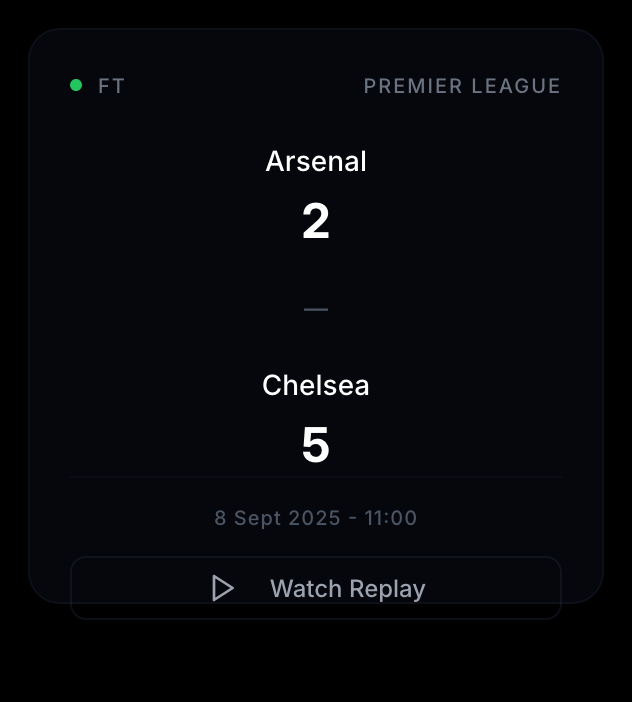 FT PREMIER LEAGUE
Arsenal
2
—
Chelsea
5
8 Sept 2025 - 11:00
Watch Replay